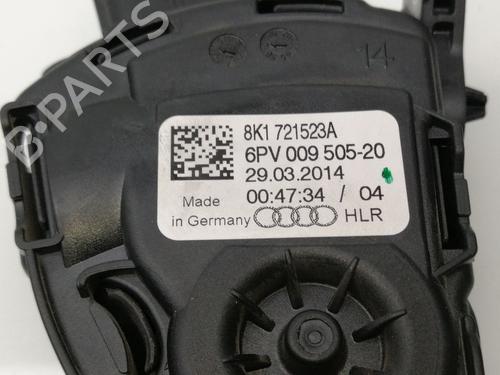 B-PARTS
14
8K1 721523A
6PV 009 505-20
29.03.2014
00:47:34 / 04
Made
in Germany HLR